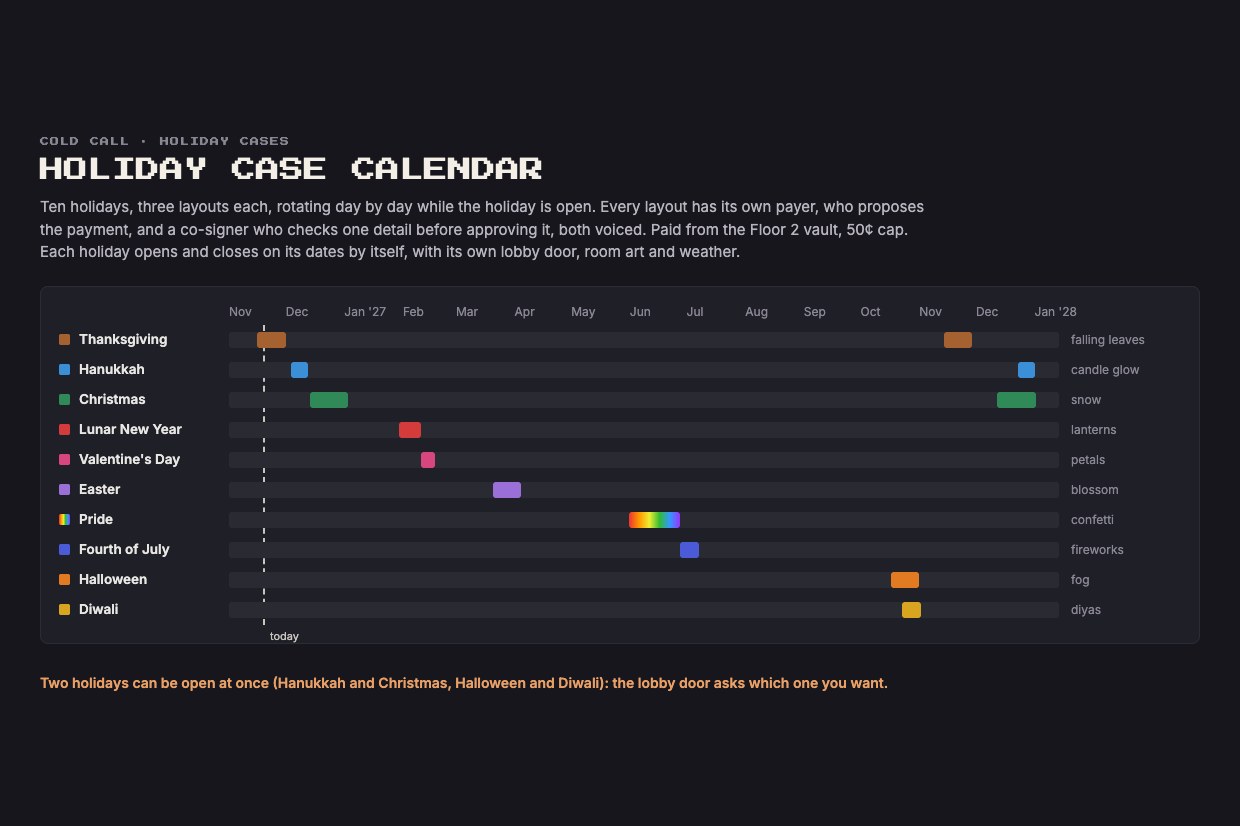 COLD CALL · HOLIDAY CASES
HOLIDAY CASE CALENDAR
Ten holidays, three layouts each, rotating day by day while the holiday is open. Every layout has its own payer, who proposes
the payment, and a co-signer who checks one detail before approving it, both voiced. Paid from the Floor 2 vault, 50¢ cap.
Each holiday opens and closes on its dates by itself, with its own lobby door, room art and weather.
Nov Dec Jan '27 Feb Mar Apr May Jun Jul Aug Sep Oct Nov Dec Jan '28
Thanksgiving falling leaves
Hanukkah candle glow
Christmas snow
Lunar New Year lanterns
Valentine's Day petals
Easter blossom
Pride confetti
Fourth of July fireworks
Halloween fog
Diwali diyas
today
Two holidays can be open at once (Hanukkah and Christmas, Halloween and Diwali): the lobby door asks which one you want.